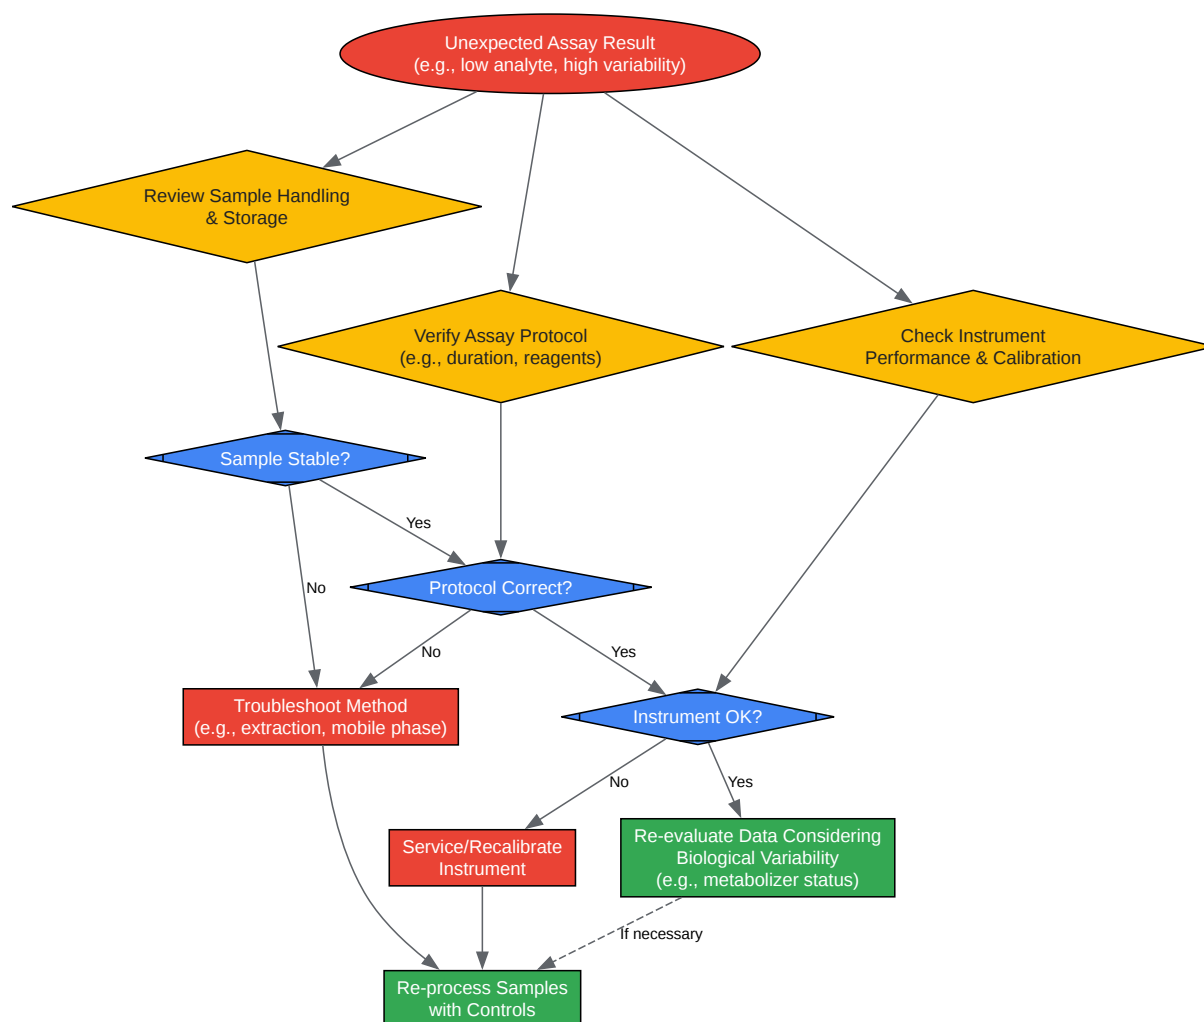 Unexpected Assay Result
(e.g., low analyte, high variability)
Review Sample Handling
& Storage
Verify Assay Protocol
(e.g., duration, reagents)
Check Instrument
Performance & Calibration
Sample Stable?
Yes
Protocol Correct?
No
No
Yes
Troubleshoot Method
(e.g., extraction, mobile phase)
Instrument OK?
No
Yes
Service/Recalibrate
Instrument
Re-evaluate Data Considering
Biological Variability
(e.g., metabolizer status)
If necessary
Re-process Samples
with Controls